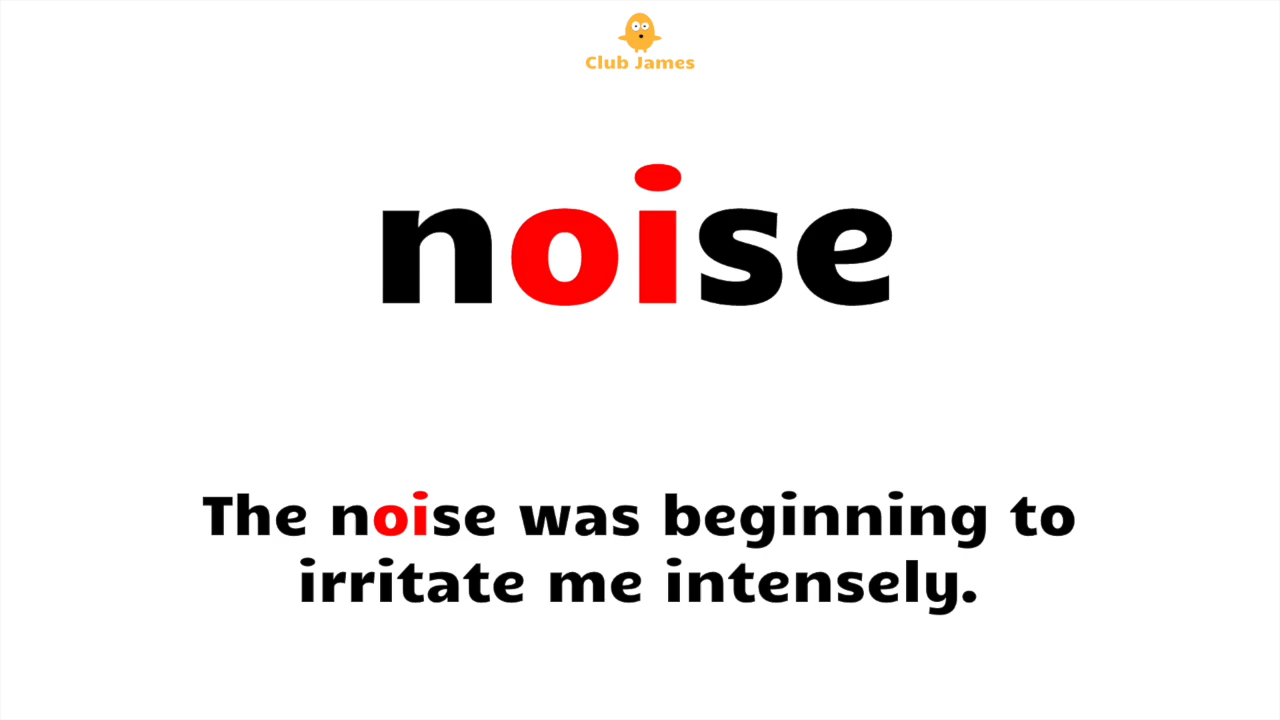 Club James
noise
The noise was beginning to
irritate me intensely.